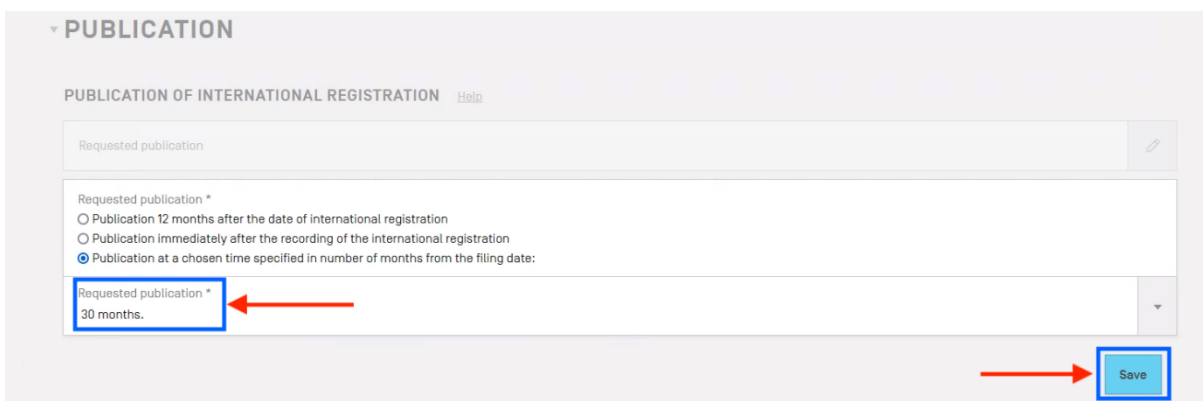 PUBLICATION
PUBLICATION OF INTERNATIONAL REGISTRATION Help
Requested publication
Requested publication *
Publication 12 months after the date of international registration
Publication immediately after the recording of the international registration
Publication at a chosen time specified in number of months from the filing date:
Requested publication *
30 months.
Save